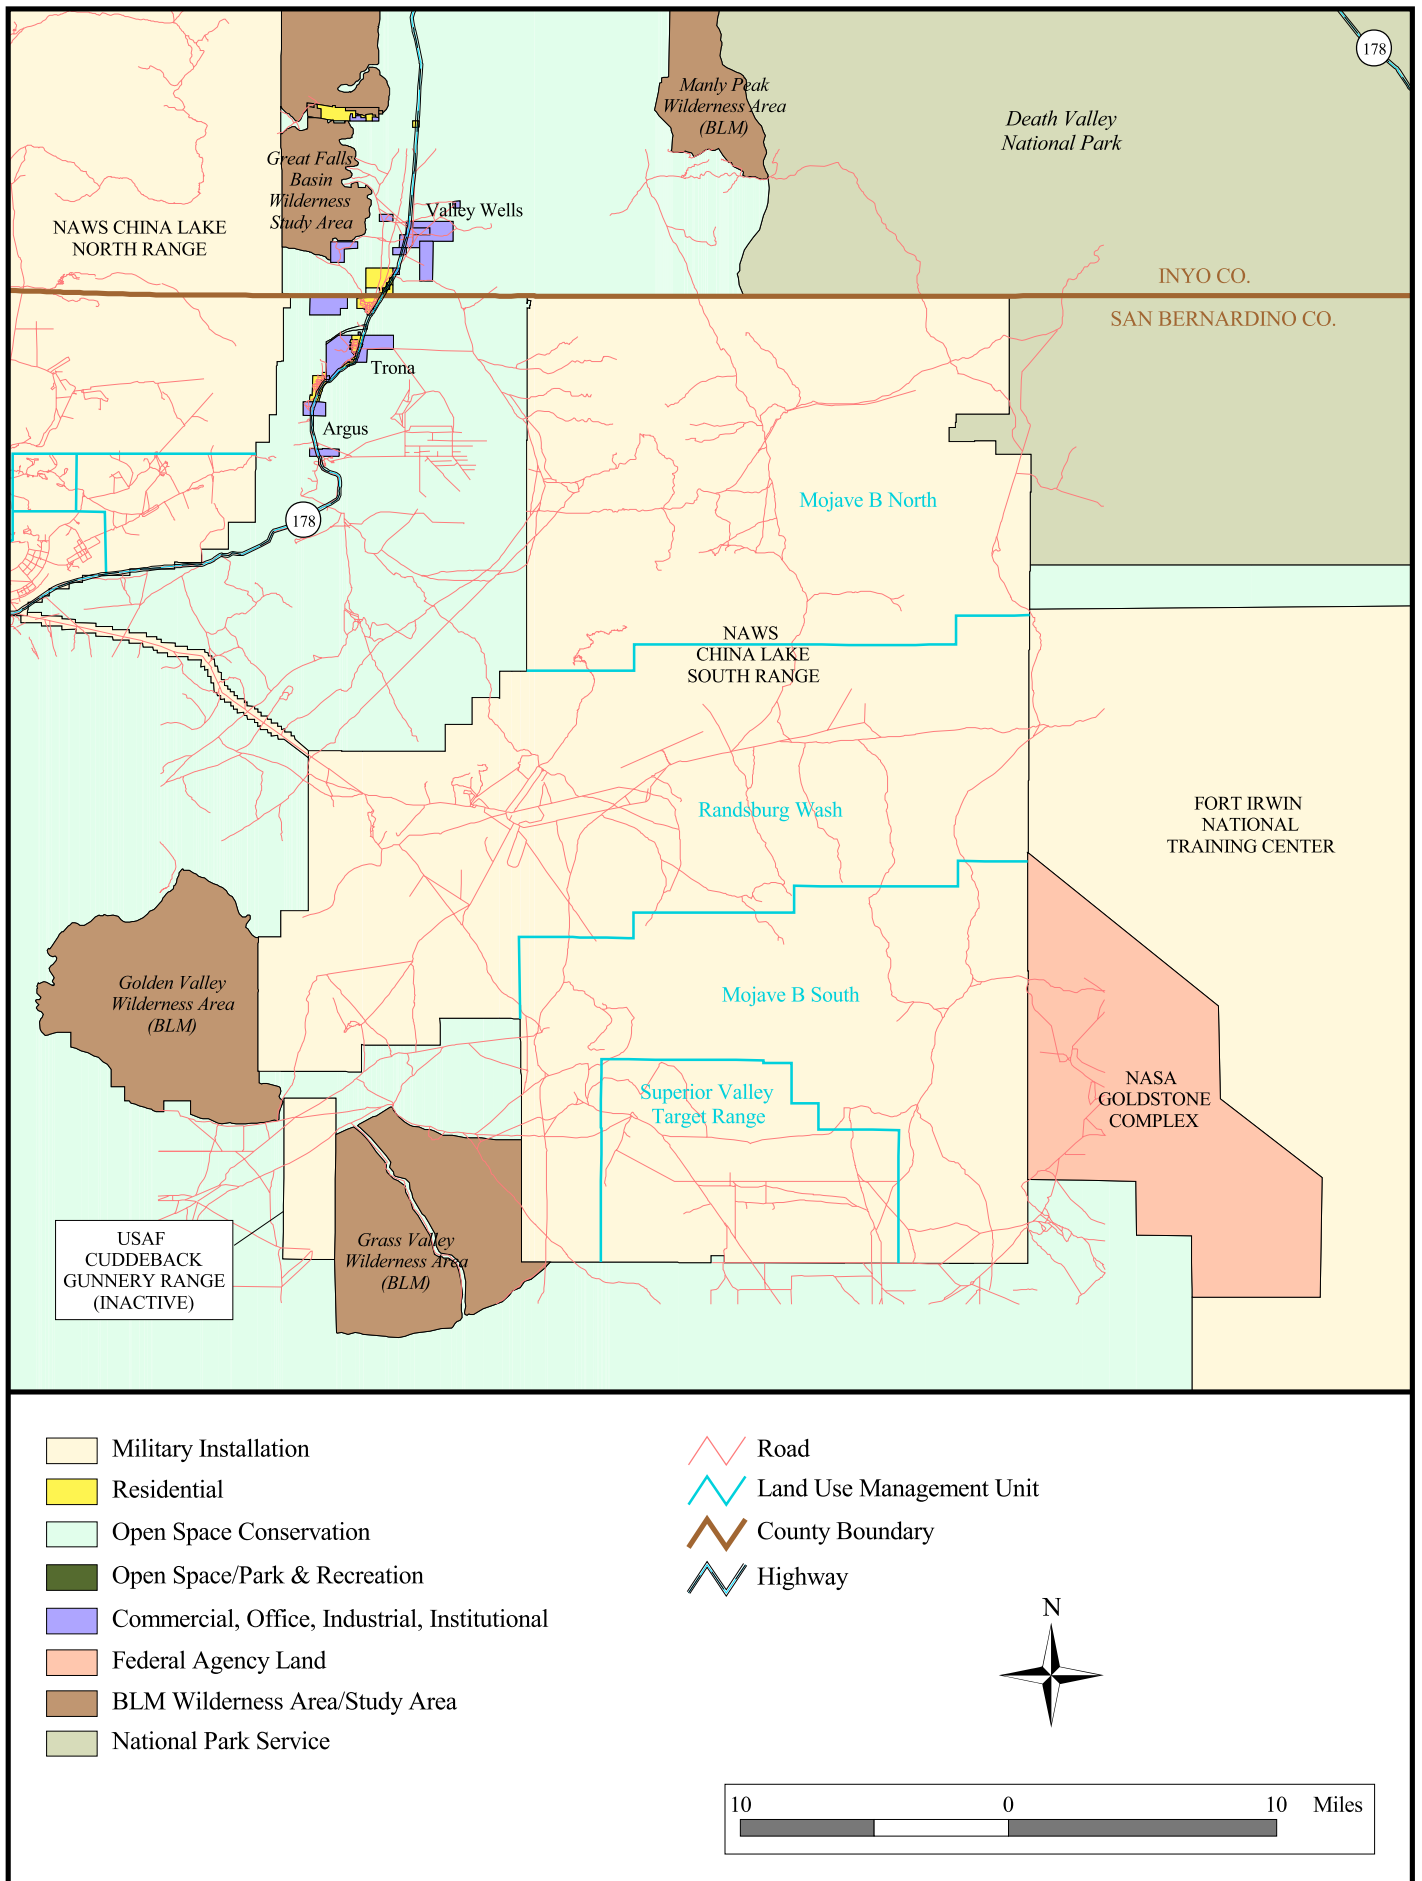 178
Manly Peak
Wilderness Area
(BLM)
Death Valley
National Park
Great Falls
Basin
Wilderness
Study Area
Valley Wells
NAWS CHINA LAKE
NORTH RANGE
INYO CO.
SAN BERNARDINO CO.
Trona
Argus
178
Mojave B North
NAWS
CHINA LAKE
SOUTH RANGE
Randsburg Wash
FORT IRWIN
NATIONAL
TRAINING CENTER
Golden Valley
Wilderness Area
(BLM)
Mojave B South
Superior Valley
Target Range
NASA
GOLDSTONE
COMPLEX
USAF
CUDDEBACK
GUNNERY RANGE
(INACTIVE)
Grass Valley
Wilderness Area
(BLM)
Military Installation
Residential
Open Space Conservation
Open Space/Park & Recreation
Commercial, Office, Industrial, Institutional
Federal Agency Land
BLM Wilderness Area/Study Area
National Park Service
Road
Land Use Management Unit
County Boundary
Highway
N
10 0 10 Miles